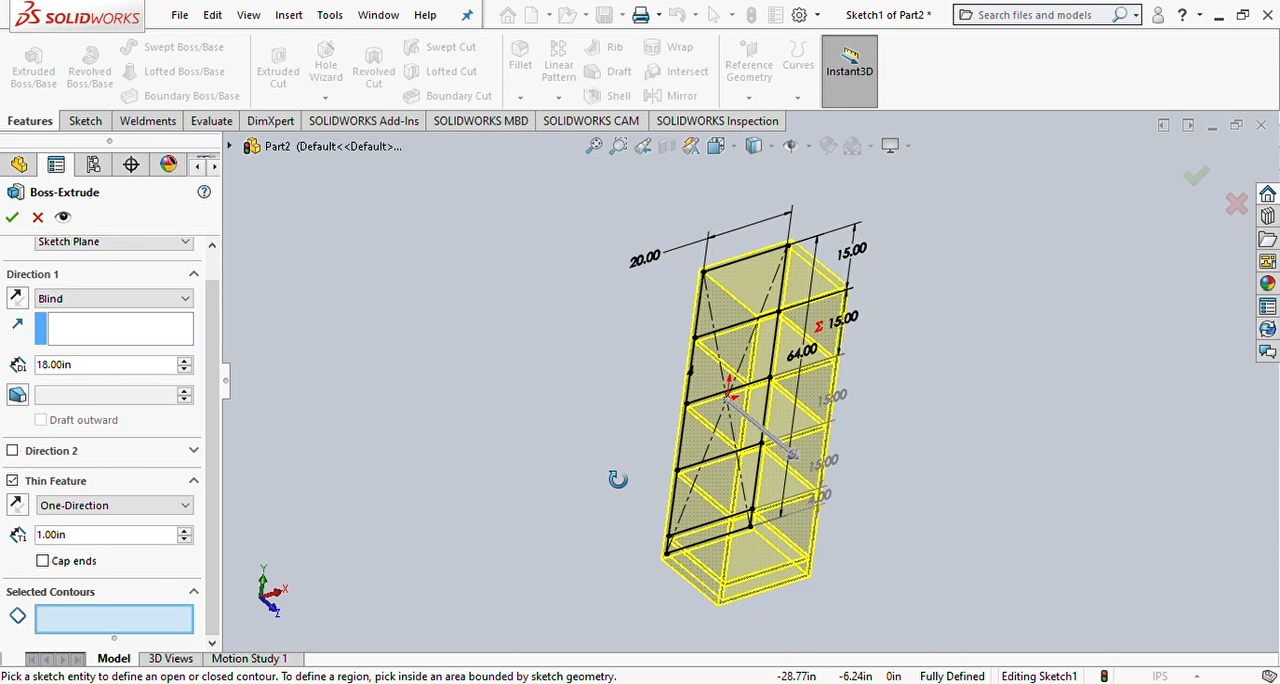 SOLIDWORKS File Edit View Insert Tools Window Help Sketch1 of Part2 * Search files and models ?
Extruded Boss/Base Revolved Boss/Base Swept Boss/Base Lofted Boss/Base Boundary Boss/Base Extruded Cut Hole Wizard Revolved Cut Swept Cut Lofted Cut Boundary Cut Fillet Linear Pattern Rib Draft Shell Wrap Intersect Mirror Reference Geometry Curves Instant3D
Features Sketch Weldments Evaluate DimXpert SOLIDWORKS Add-Ins SOLIDWORKS MBD SOLIDWORKS CAM SOLIDWORKS Inspection
Part2 (Default<<Default>...
Boss-Extrude ?
Sketch Plane
Direction 1
Blind
18.00in
Draft outward
Direction 2
Thin Feature
One-Direction
1.00in
Cap ends
Selected Contours
20.00
15.00
Σ 15.00
64.00
15.00
15.00
4.00
Y
X
Z
Model 3D Views Motion Study 1
Pick a sketch entity to define an open or closed contour. To define a region, pick inside an area bounded by sketch geometry. -28.77in -6.24in 0in Fully Defined Editing Sketch1 IPS